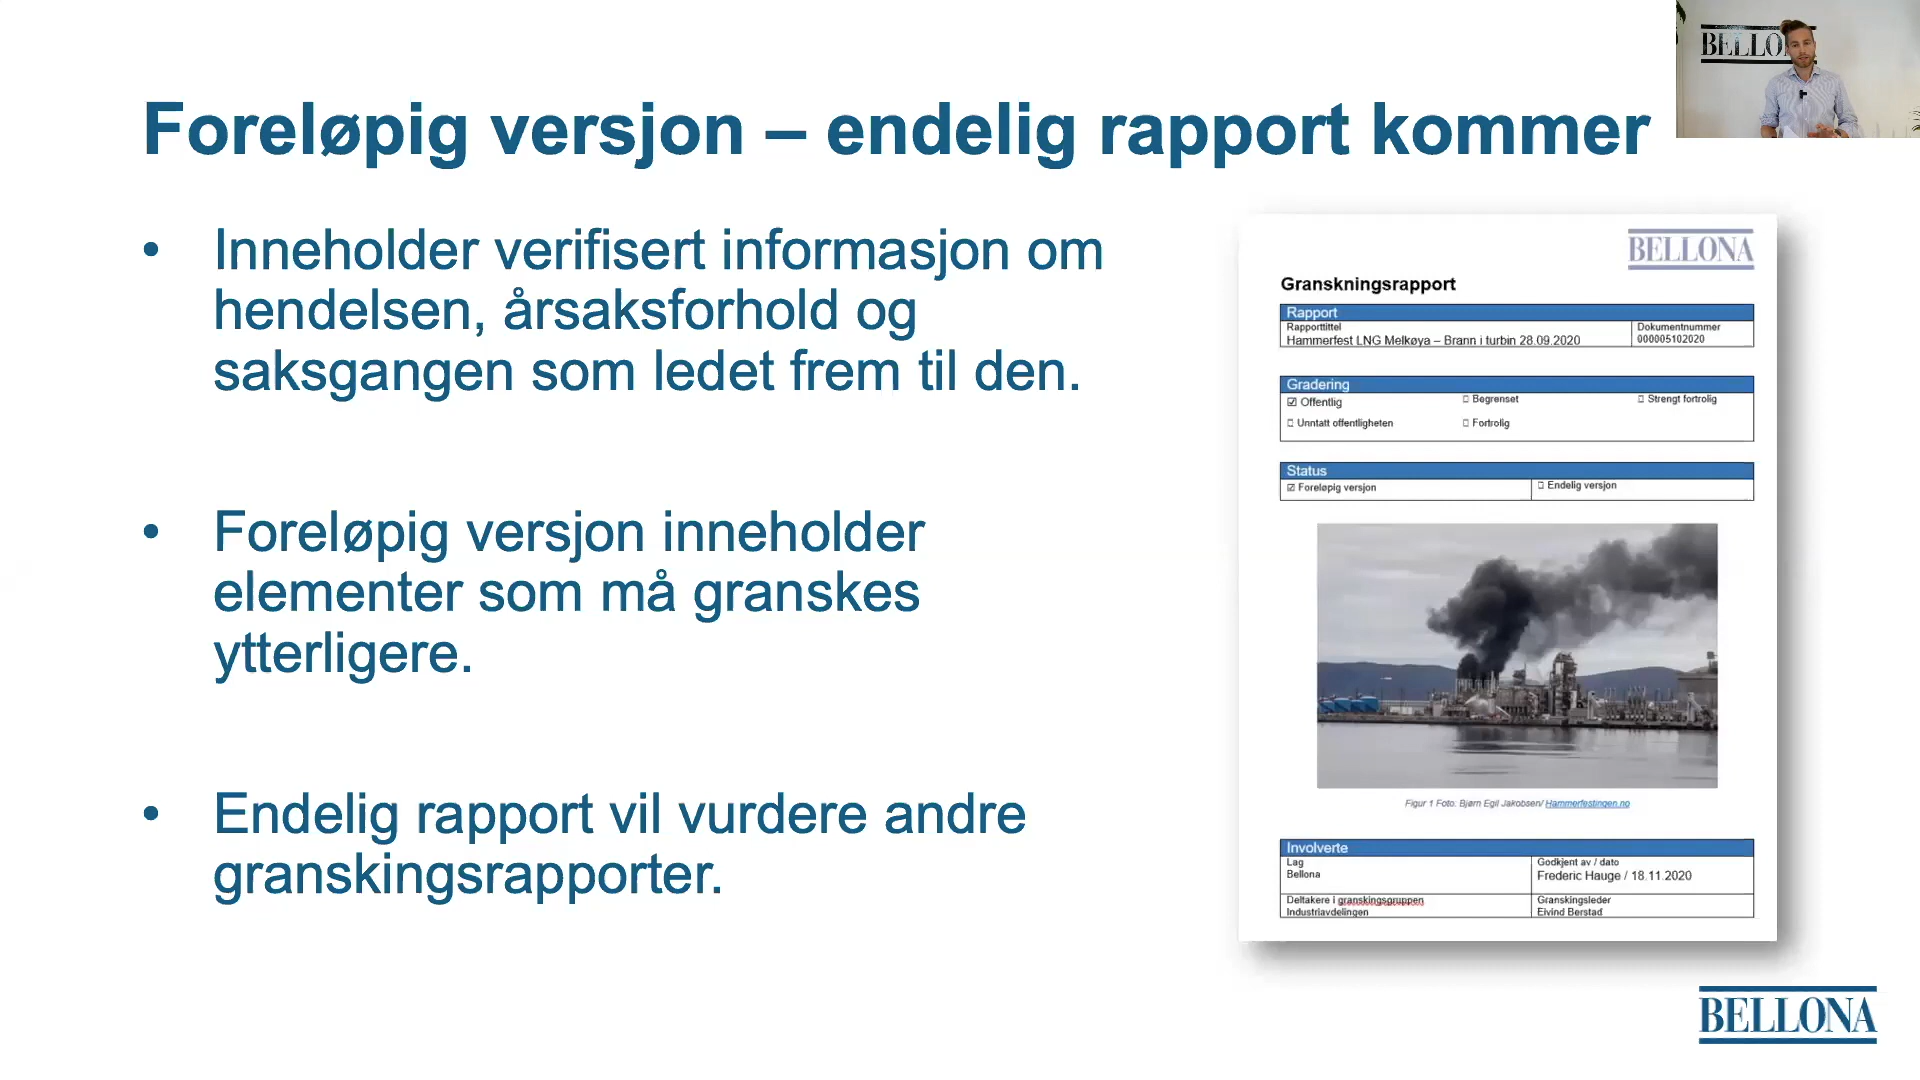 BELLO
Foreløpig versjon – endelig rapport kommer
• Inneholder verifisert informasjon om
hendelsen, årsaksforhold og
saksgangen som ledet frem til den.
• Foreløpig versjon inneholder
elementer som må granskes
ytterligere.
• Endelig rapport vil vurdere andre
granskingsrapporter.
BELLONA
Granskningsrapport
Rapport
Rapporttittel
Dokumentnummer
Hammerfest LNG Melkøya – Brann i turbin 28.09.2020
000005102020
Gradering
☑ Offentlig
☐ Begrenset
☐ Strengt fortrolig
☐ Unntatt offentligheten
☐ Fortrolig
Status
☑ Foreløpig versjon
☐ Endelig versjon
Figur 1 Foto: Bjørn Egil Jakobsen/ Hammerfestingen.no
Involverte
Lag
Godkjent av / dato
Bellona
Frederic Hauge / 18.11.2020
Deltakere i granskingsgruppen
Granskingsleder
Industriavdelingen
Eivind Berstad
BELLONA